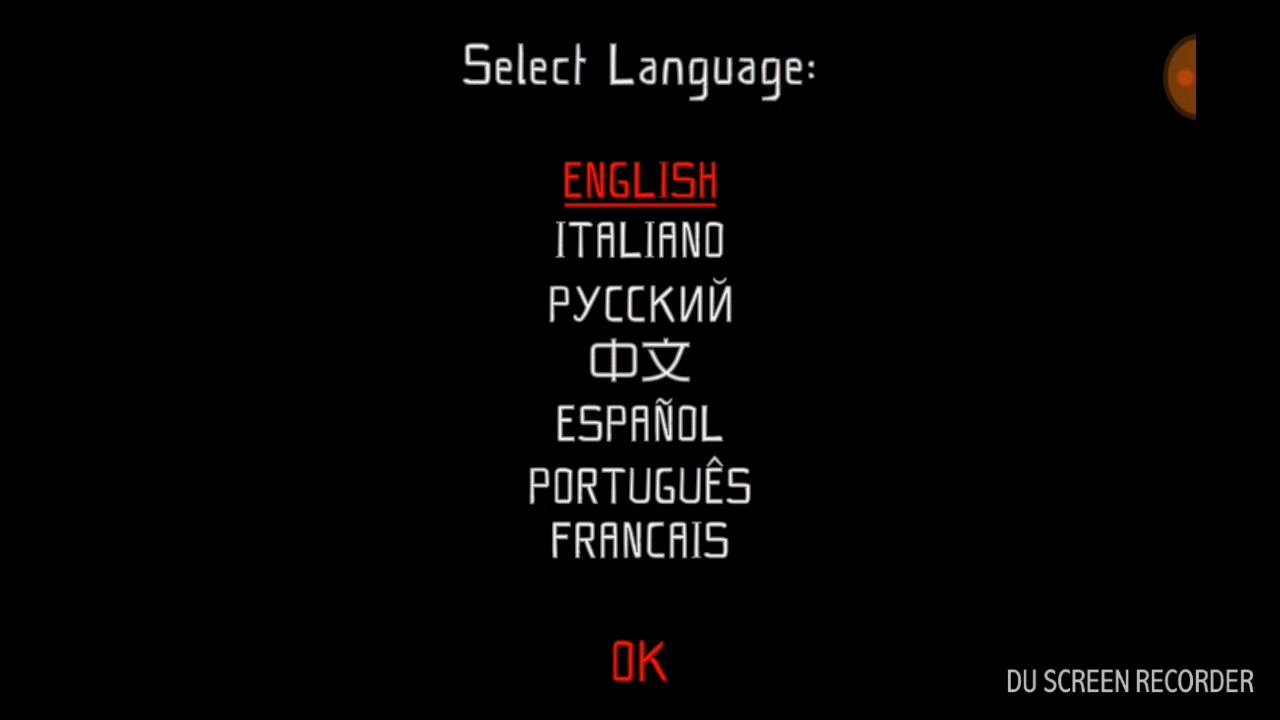 Select Language:
ENGLISH
ITALIANO
РУССКИЙ
中文
ESPAÑOL
PORTUGUÊS
FRANCAIS
OK
DU SCREEN RECORDER